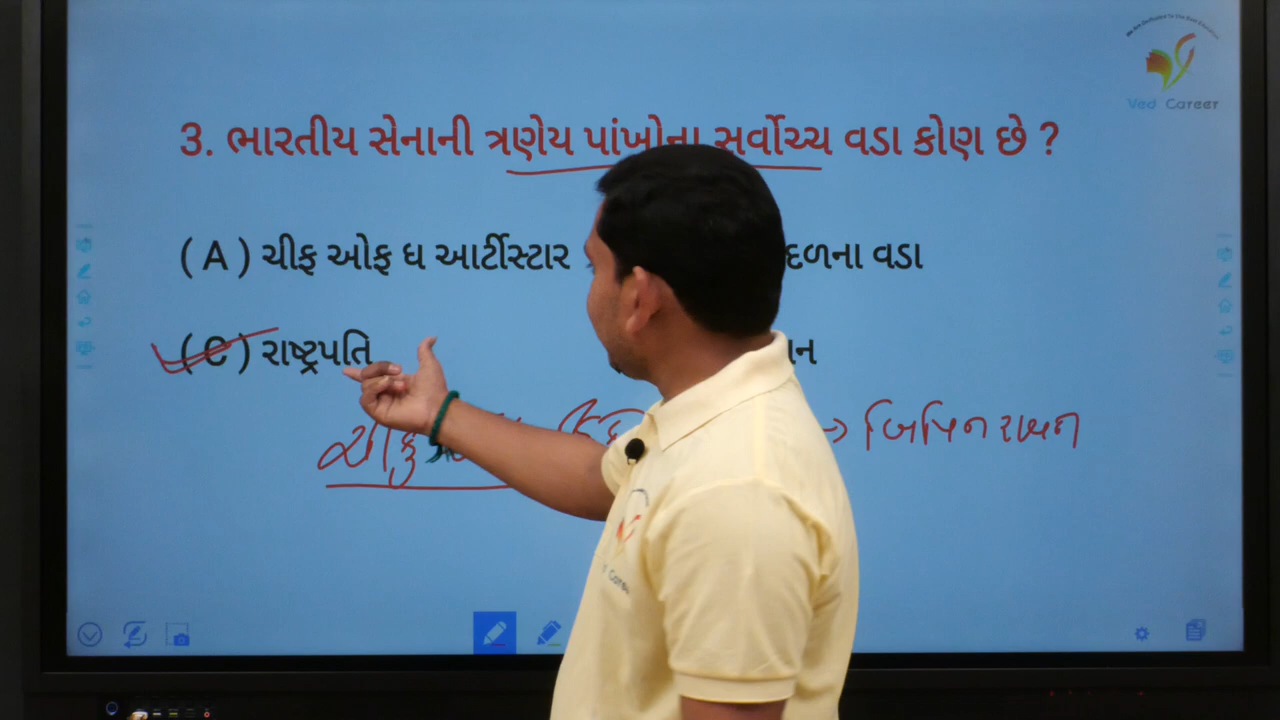 Ved Career
3. ભારતીય સેનાની ત્રણેય પાંખોના સર્વોચ્ચ વડા કોણ છે ?
( A ) ચીફ ઓફ ધ આર્ટીસ્ટાર દળના વડા
( C ) રાષ્ટ્રપતિ
ચીફ → બિપિન રાવત